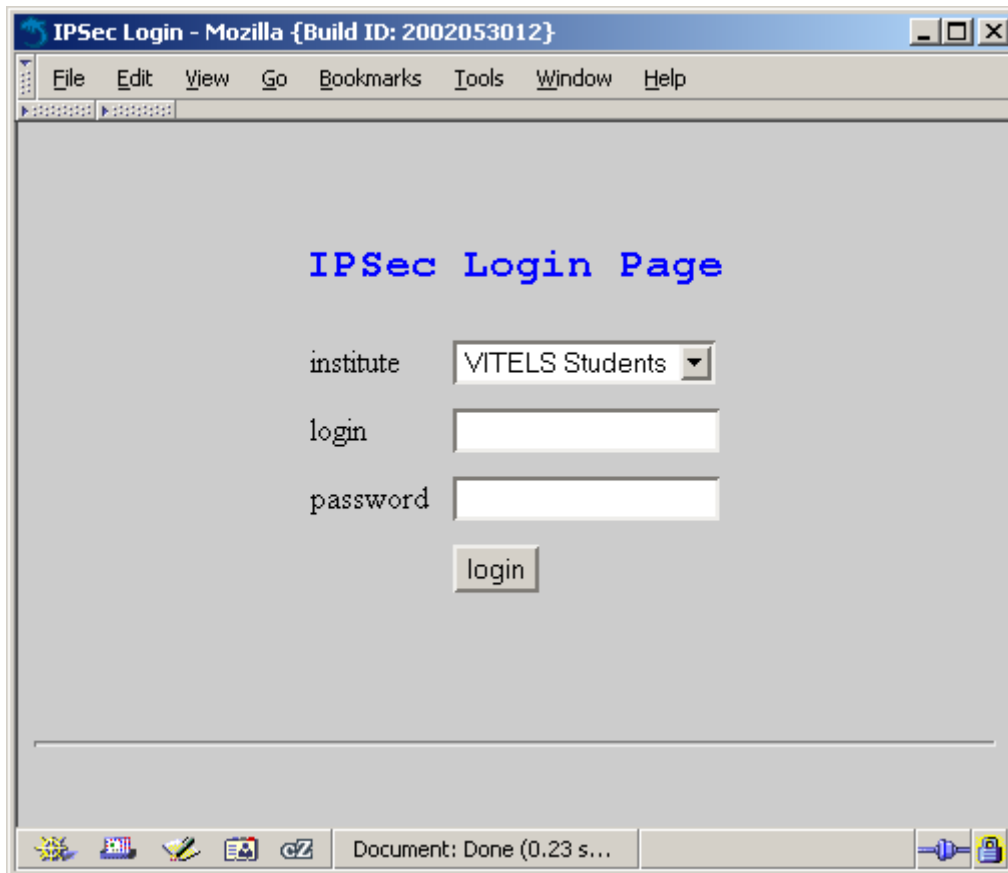 IPSec Login - Mozilla {Build ID: 2002053012}
File Edit View Go Bookmarks Tools Window Help
IPSec Login Page
institute VITELS Students
login
password
login
cZ Document: Done (0.23 s...